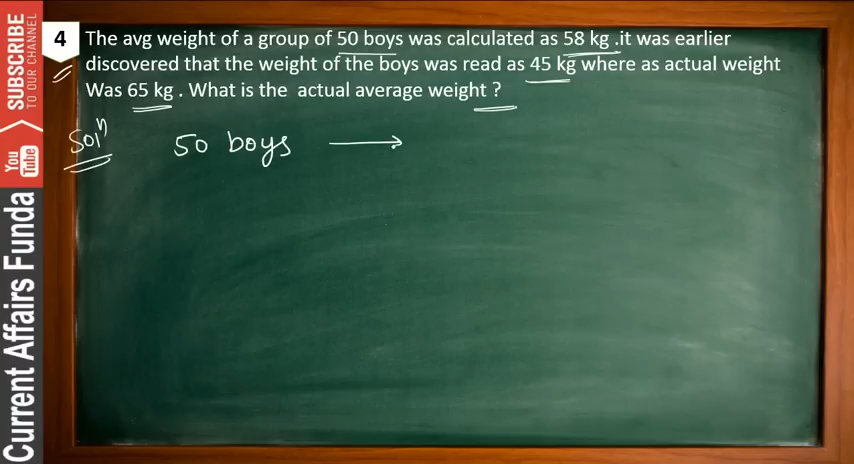 4 The avg weight of a group of 50 boys was calculated as 58 kg .it was earlier
discovered that the weight of the boys was read as 45 kg where as actual weight
Was 65 kg . What is the actual average weight ?
Solⁿ 50 boys →
SUBSCRIBE
TO OUR CHANNEL
You Tube
Current Affairs Funda